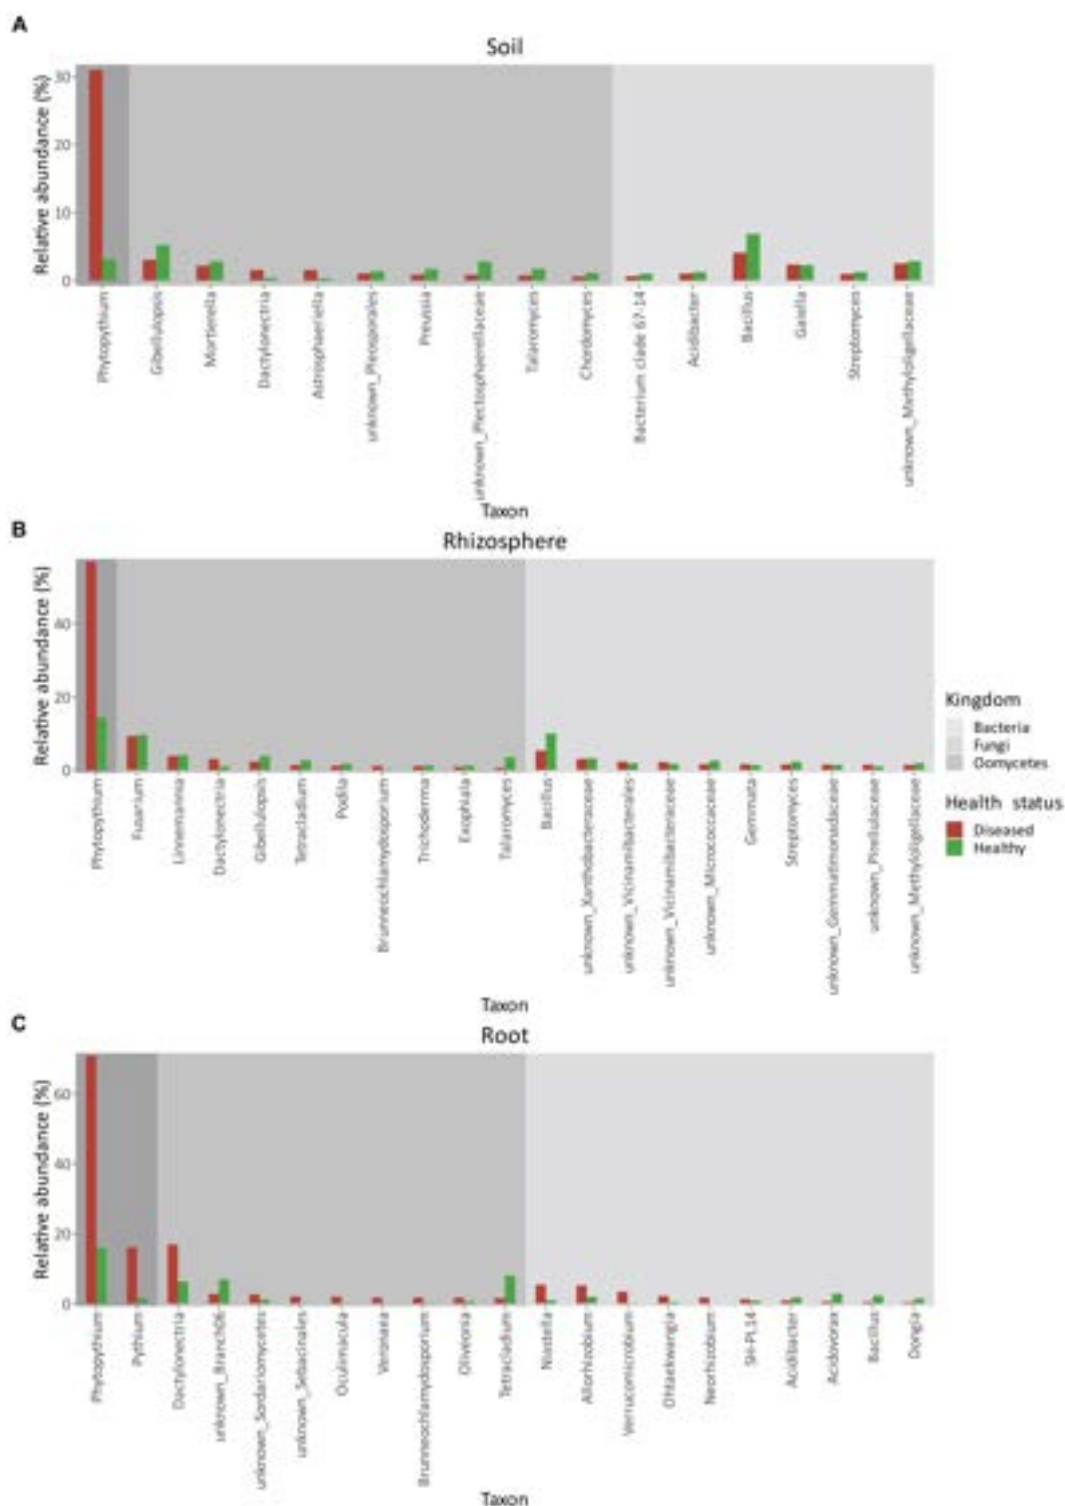 A
Soil
Relative abundance (%)
30
20
10
0
Phytopythium
Gibellulopsis
Mortierella
Dactylonectria
Astrosphaeriella
unknown_Pleosporales
Preussia
unknown_Plectosphaerellaceae
Talaromyces
Chordomyces
Bacterium clade 67-14
Acidibacter
Bacillus
Gaiella
Streptomyces
unknown_Methyloligellaceae
Taxon
B
Rhizosphere
Relative abundance (%)
40
20
0
Phytopythium
Fusarium
Linnemannia
Dactylonectria
Gibellulopsis
Tetracladium
Podila
Brunneochlamydosporium
Trichoderma
Exophiala
Talaromyces
Bacillus
unknown_Xanthobacteraceae
unknown_Vicinamibacterales
unknown_Vicinamibacteraceae
unknown_Micrococcaceae
Gemmata
Streptomyces
unknown_Gemmatimonadaceae
unknown_Pirellulaceae
unknown_Methyloligellaceae
Taxon
Kingdom
Bacteria
Fungi
Oomycetes
Health status
Diseased
Healthy
C
Root
Relative abundance (%)
60
40
20
0
Phytopythium
Pythium
Dactylonectria
unknown_Branch06
unknown_Sordariomycetes
unknown_Sebacinales
Oculimacula
Veronaea
Brunneochlamydosporium
Oliveonia
Tetracladium
Niastella
Allorhizobium
Verrucomicrobium
Ohtaekwangia
Neorhizobium
SH-PL14
Acidibacter
Acidovorax
Bacillus
Dongia
Taxon